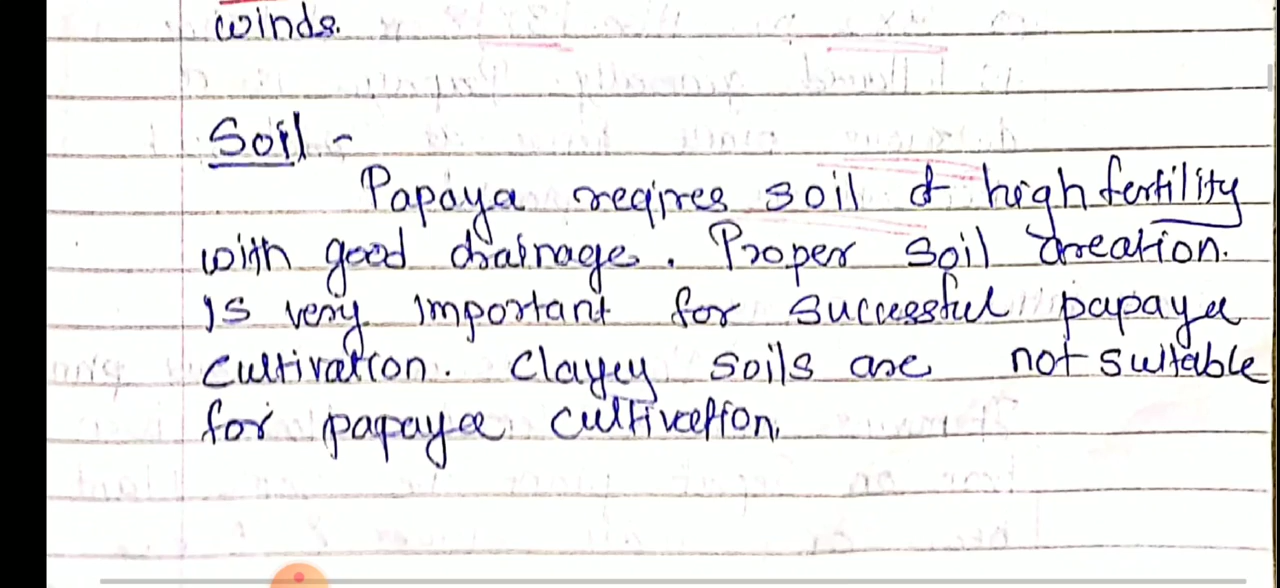 winds.
Soil -
Papaya reqires soil of high fertility
with good drainage. Proper soil areation.
is very important for successful papaya
cultivation. Clayey soils are not suitable
for papaya cultivation.